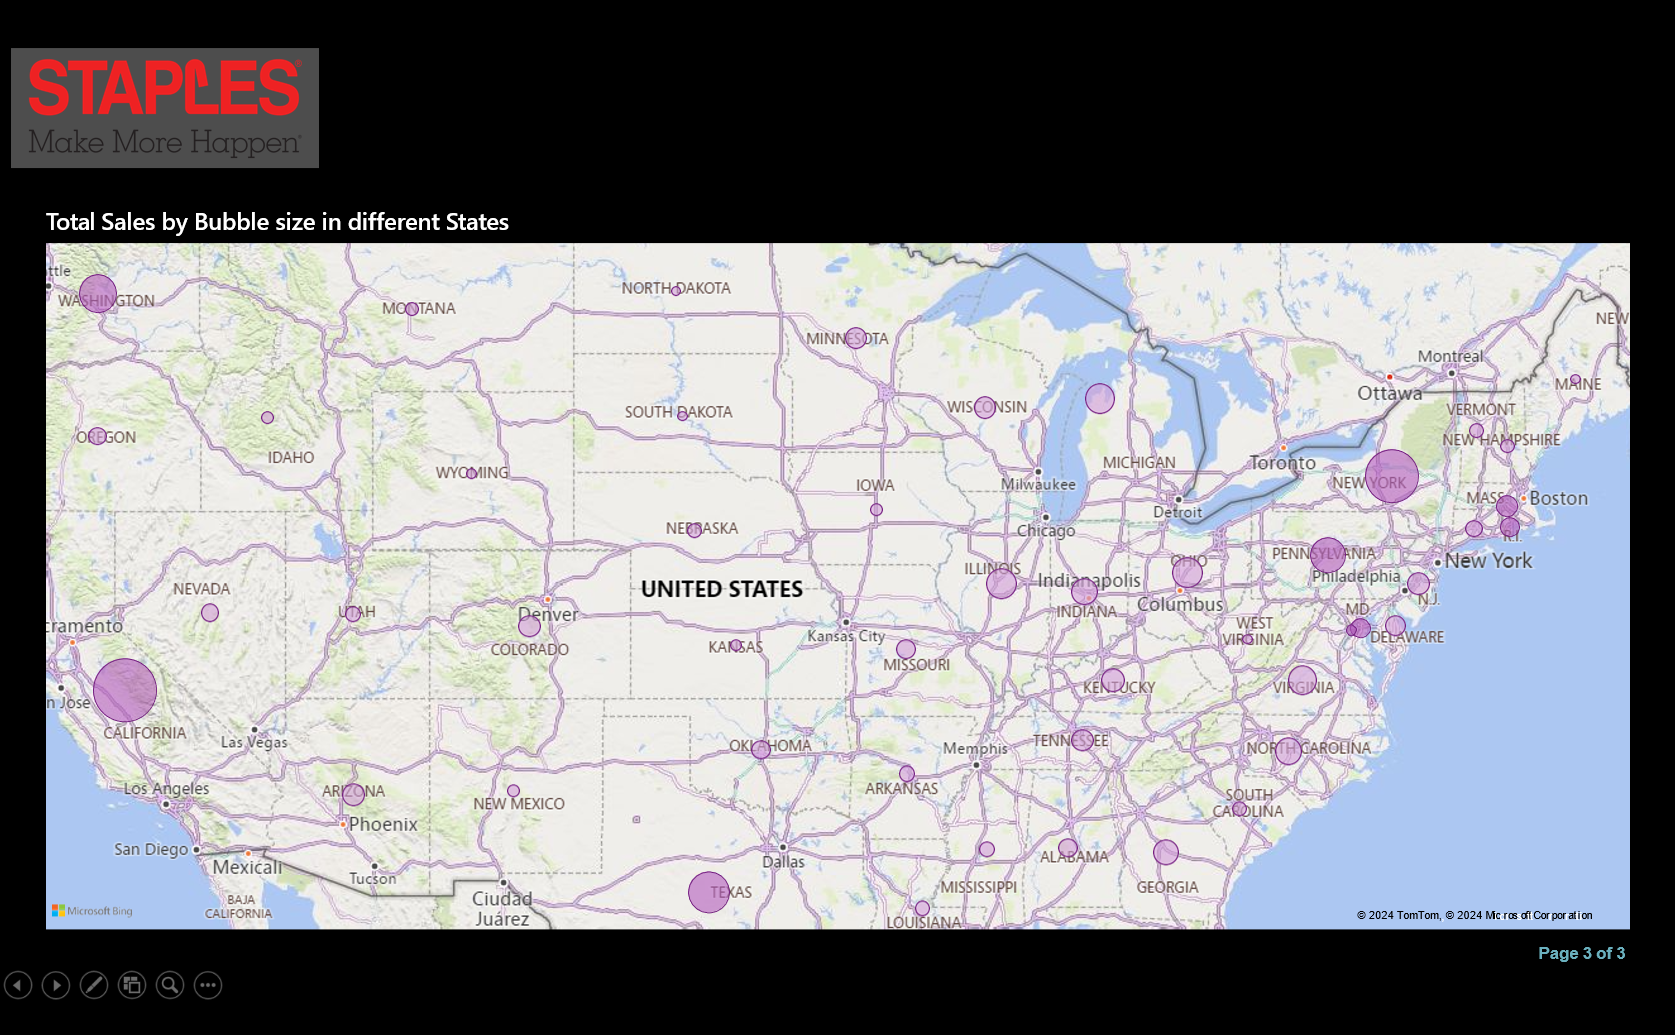 STAPLES
Make More Happen
Total Sales by Bubble size in different States
ttle
WASHINGTON
MONTANA
NORTH DAKOTA
MINNESOTA
NEW
Montreal
Ottawa
MAINE
OREGON
IDAHO
WYOMING
SOUTH DAKOTA
WISCONSIN
VERMONT
NEW HAMPSHIRE
IOWA
Milwaukee
MICHIGAN
Toronto
NEW YORK
MASS
Boston
Chicago
Detroit
NEBRASKA
R.I.
NEVADA
UTAH
Denver
COLORADO
UNITED STATES
ILLINOIS
Indianapolis
INDIANA
OHIO
Columbus
PENNSYLVANIA
Philadelphia
New York
N.J.
cramento
KANSAS
Kansas City
MISSOURI
WEST
VIRGINIA
MD.
DELAWARE
n Jose
CALIFORNIA
Las Vegas
KENTUCKY
VIRGINIA
OKLAHOMA
Memphis
TENNESSEE
NORTH CAROLINA
Los Angeles
ARIZONA
NEW MEXICO
ARKANSAS
SOUTH
CAROLINA
Phoenix
San Diego
Mexicali
Tucson
Dallas
ALABAMA
BAJA
CALIFORNIA
Ciudad
Juárez
TEXAS
MISSISSIPPI
GEORGIA
LOUISIANA
Microsoft Bing
© 2024 TomTom, © 2024 Microsoft Corporation
Page 3 of 3